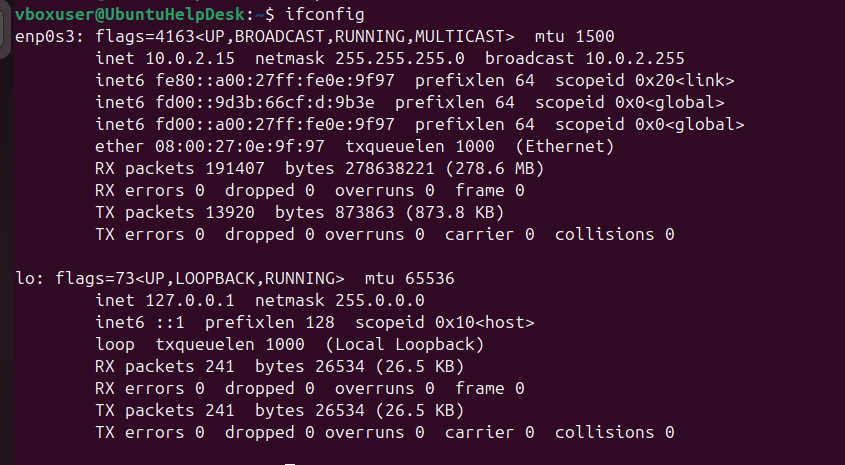 vboxuser@UbuntuHelpDesk:~$ ifconfig
enp0s3: flags=4163<UP,BROADCAST,RUNNING,MULTICAST>  mtu 1500
        inet 10.0.2.15  netmask 255.255.255.0  broadcast 10.0.2.255
        inet6 fe80::a00:27ff:fe0e:9f97  prefixlen 64  scopeid 0x20<link>
        inet6 fd00::9d3b:66cf:d:9b3e  prefixlen 64  scopeid 0x0<global>
        inet6 fd00::a00:27ff:fe0e:9f97  prefixlen 64  scopeid 0x0<global>
        ether 08:00:27:0e:9f:97  txqueuelen 1000  (Ethernet)
        RX packets 191407  bytes 278638221 (278.6 MB)
        RX errors 0  dropped 0  overruns 0  frame 0
        TX packets 13920  bytes 873863 (873.8 KB)
        TX errors 0  dropped 0 overruns 0  carrier 0  collisions 0

lo: flags=73<UP,LOOPBACK,RUNNING>  mtu 65536
        inet 127.0.0.1  netmask 255.0.0.0
        inet6 ::1  prefixlen 128  scopeid 0x10<host>
        loop  txqueuelen 1000  (Local Loopback)
        RX packets 241  bytes 26534 (26.5 KB)
        RX errors 0  dropped 0  overruns 0  frame 0
        TX packets 241  bytes 26534 (26.5 KB)
        TX errors 0  dropped 0 overruns 0  carrier 0  collisions 0